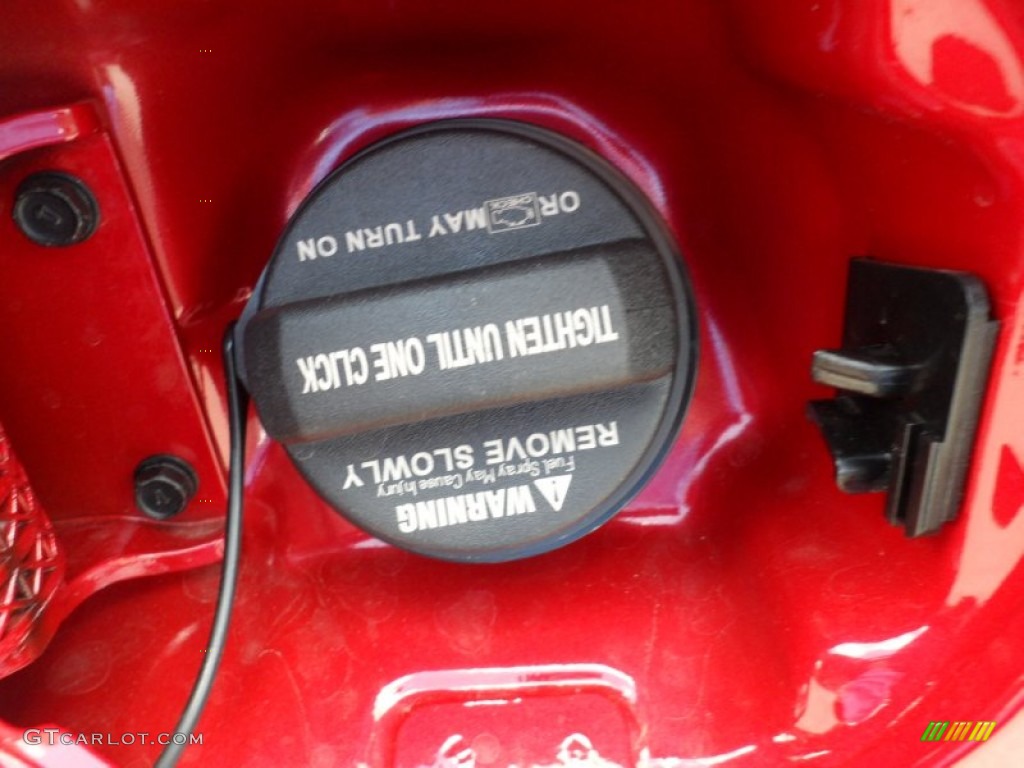 WARNING
Fuel Spray May Cause Injury
REMOVE SLOWLY
TIGHTEN UNTIL ONE CLICK
OR CHECK MAY TURN ON
GTCARLOT.COM